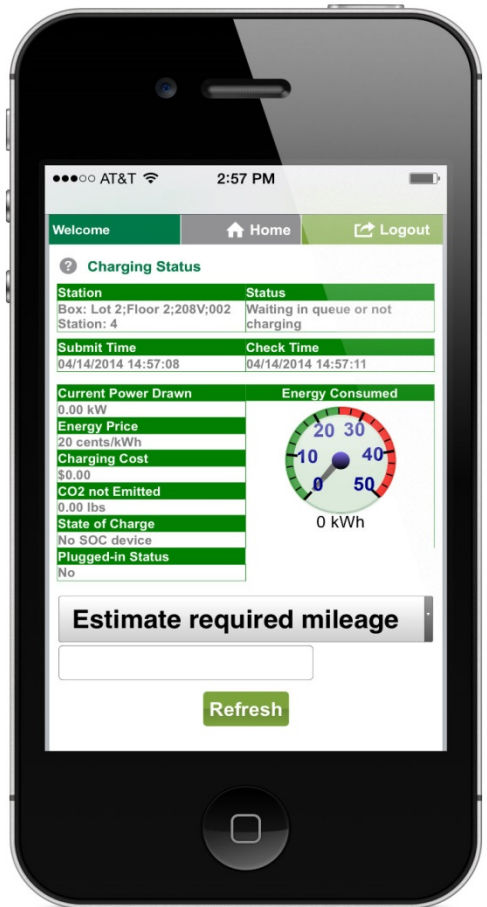 ●●●○○ AT&T 2:57 PM
Welcome Home Logout
? Charging Status
Station Status
Box: Lot 2;Floor 2;208V;002 Waiting in queue or not
Station: 4 charging
Submit Time Check Time
04/14/2014 14:57:08 04/14/2014 14:57:11
Current Power Drawn
0.00 kW
Energy Price
20 cents/kWh
Charging Cost
$0.00
CO2 not Emitted
0.00 lbs
State of Charge
No SOC device
Plugged-in Status
No
Energy Consumed
0 10 20 30 40 50
0 kWh
Estimate required mileage
Refresh